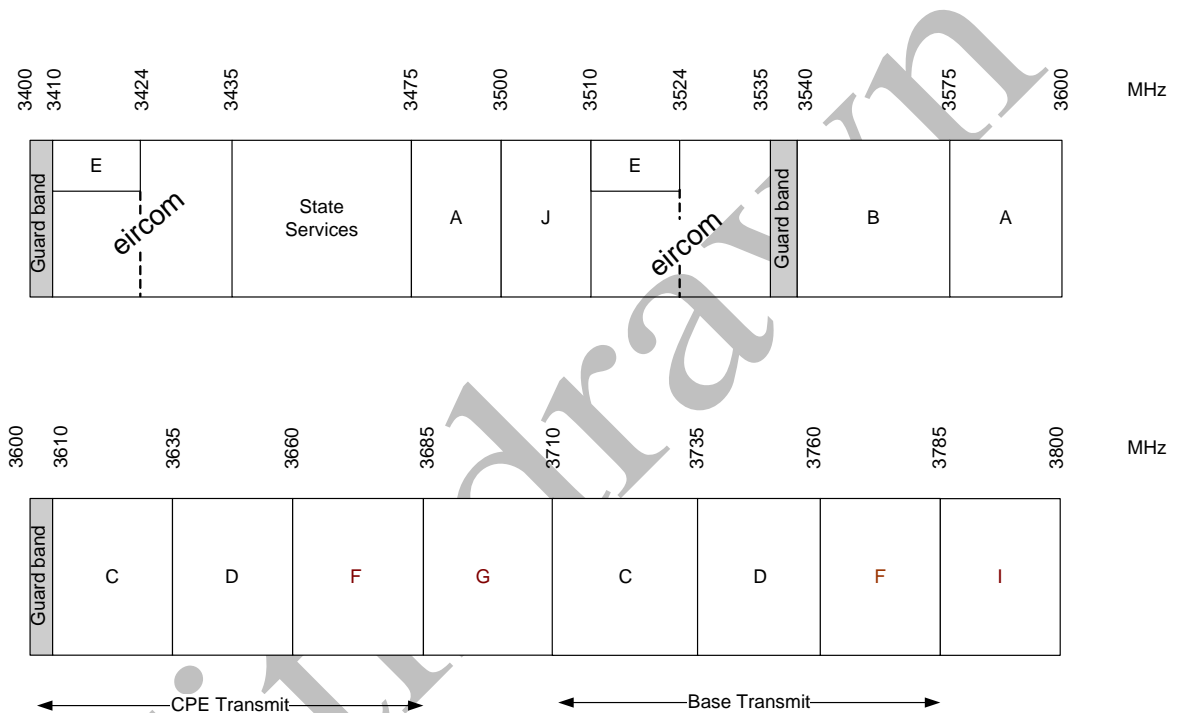 3400 3410 3424 3435 3475 3500 3510 3524 3535 3540 3575 3600 MHz
Guard band E eircom State Services A J E eircom Guard band B A
3600 3610 3635 3660 3685 3710 3735 3760 3785 3800 MHz
Guard band C D F G C D F I
CPE Transmit Base Transmit